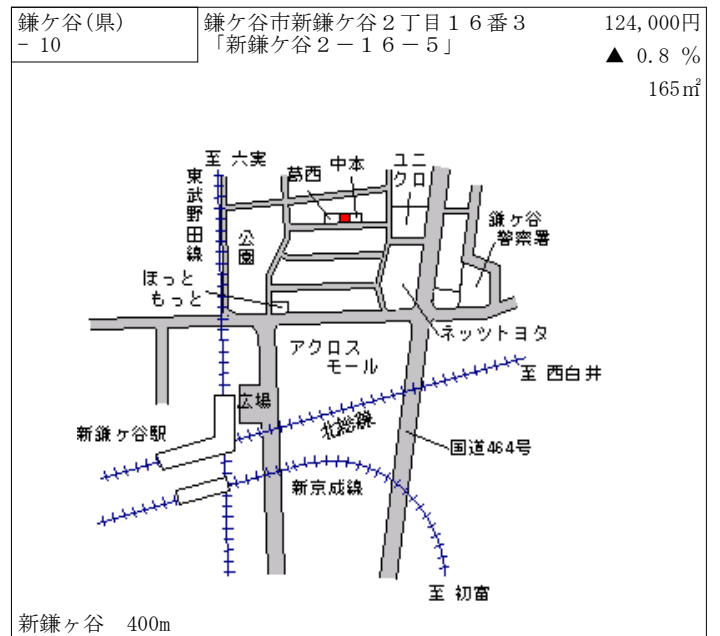 鎌ケ谷(県)
－10
鎌ケ谷市新鎌ケ谷２丁目１６番３
「新鎌ケ谷２－１６－５」
124,000円
▲ 0.8 %
165㎡
至 六実
東武野田線
葛西
中本
ユニ
クロ
鎌ヶ谷
警察署
公園
ほっと
もっと
ネッツトヨタ
アクロス
モール
至 西白井
広場
北総線
新鎌ヶ谷駅
国道464号
新京成線
至 初富
新鎌ヶ谷　400m